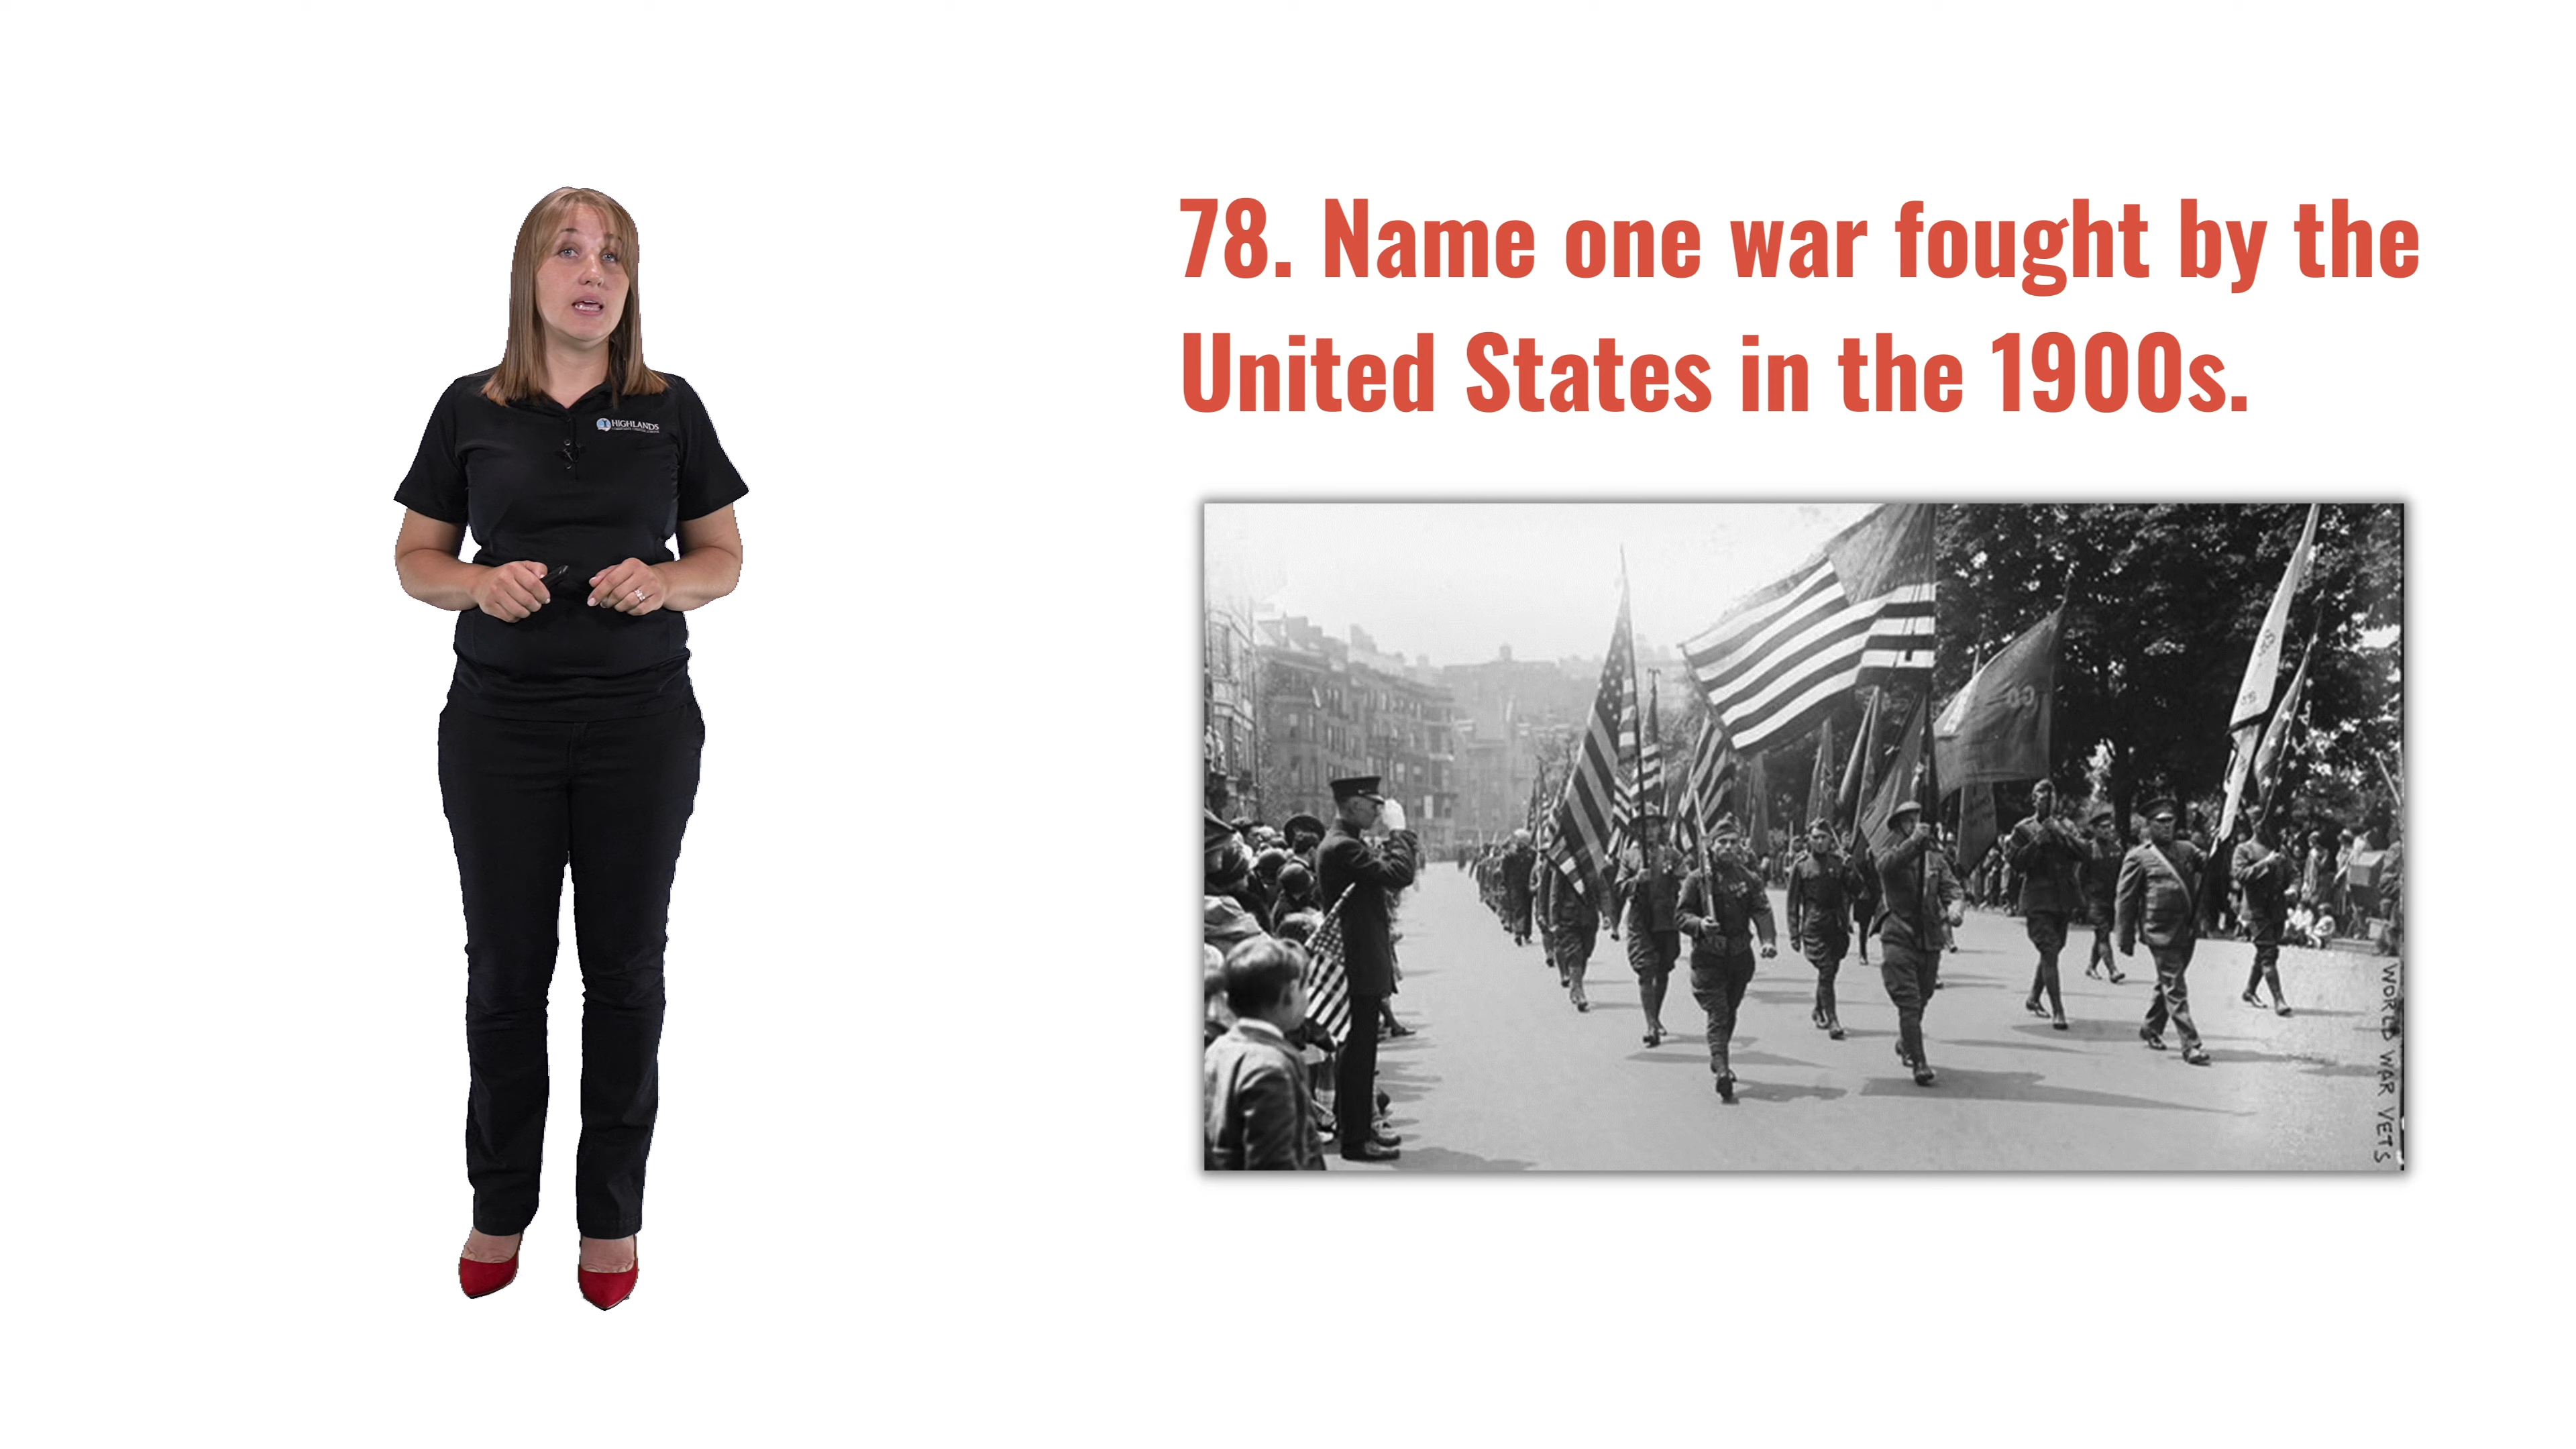 78. Name one war fought by the
United States in the 1900s.
HIGHLANDS
WORLD WAR VETS